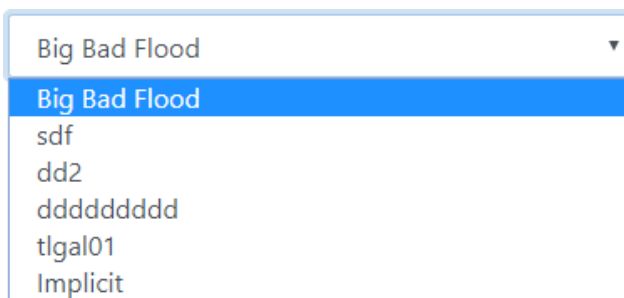 Big Bad Flood
Big Bad Flood
sdf
dd2
ddddddddd
tlgal01
Implicit